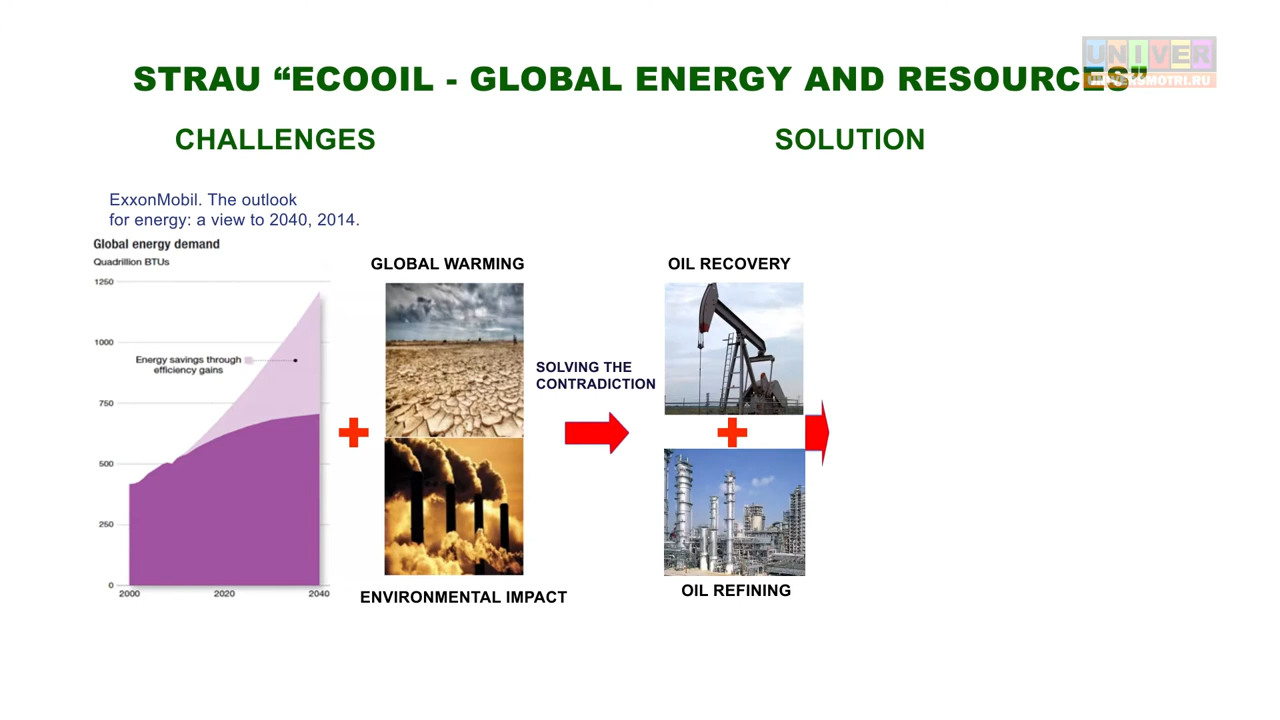 UNIVER
UNIVERSMOTRI.RU
STRAU “ECOOIL - GLOBAL ENERGY AND RESOURCES”
CHALLENGES
SOLUTION
ExxonMobil. The outlook
for energy: a view to 2040, 2014.
Global energy demand
Quadrillion BTUs
1250
1000
750
500
250
0
2000
2020
2040
Energy savings through
efficiency gains
GLOBAL WARMING
ENVIRONMENTAL IMPACT
SOLVING THE
CONTRADICTION
OIL RECOVERY
OIL REFINING